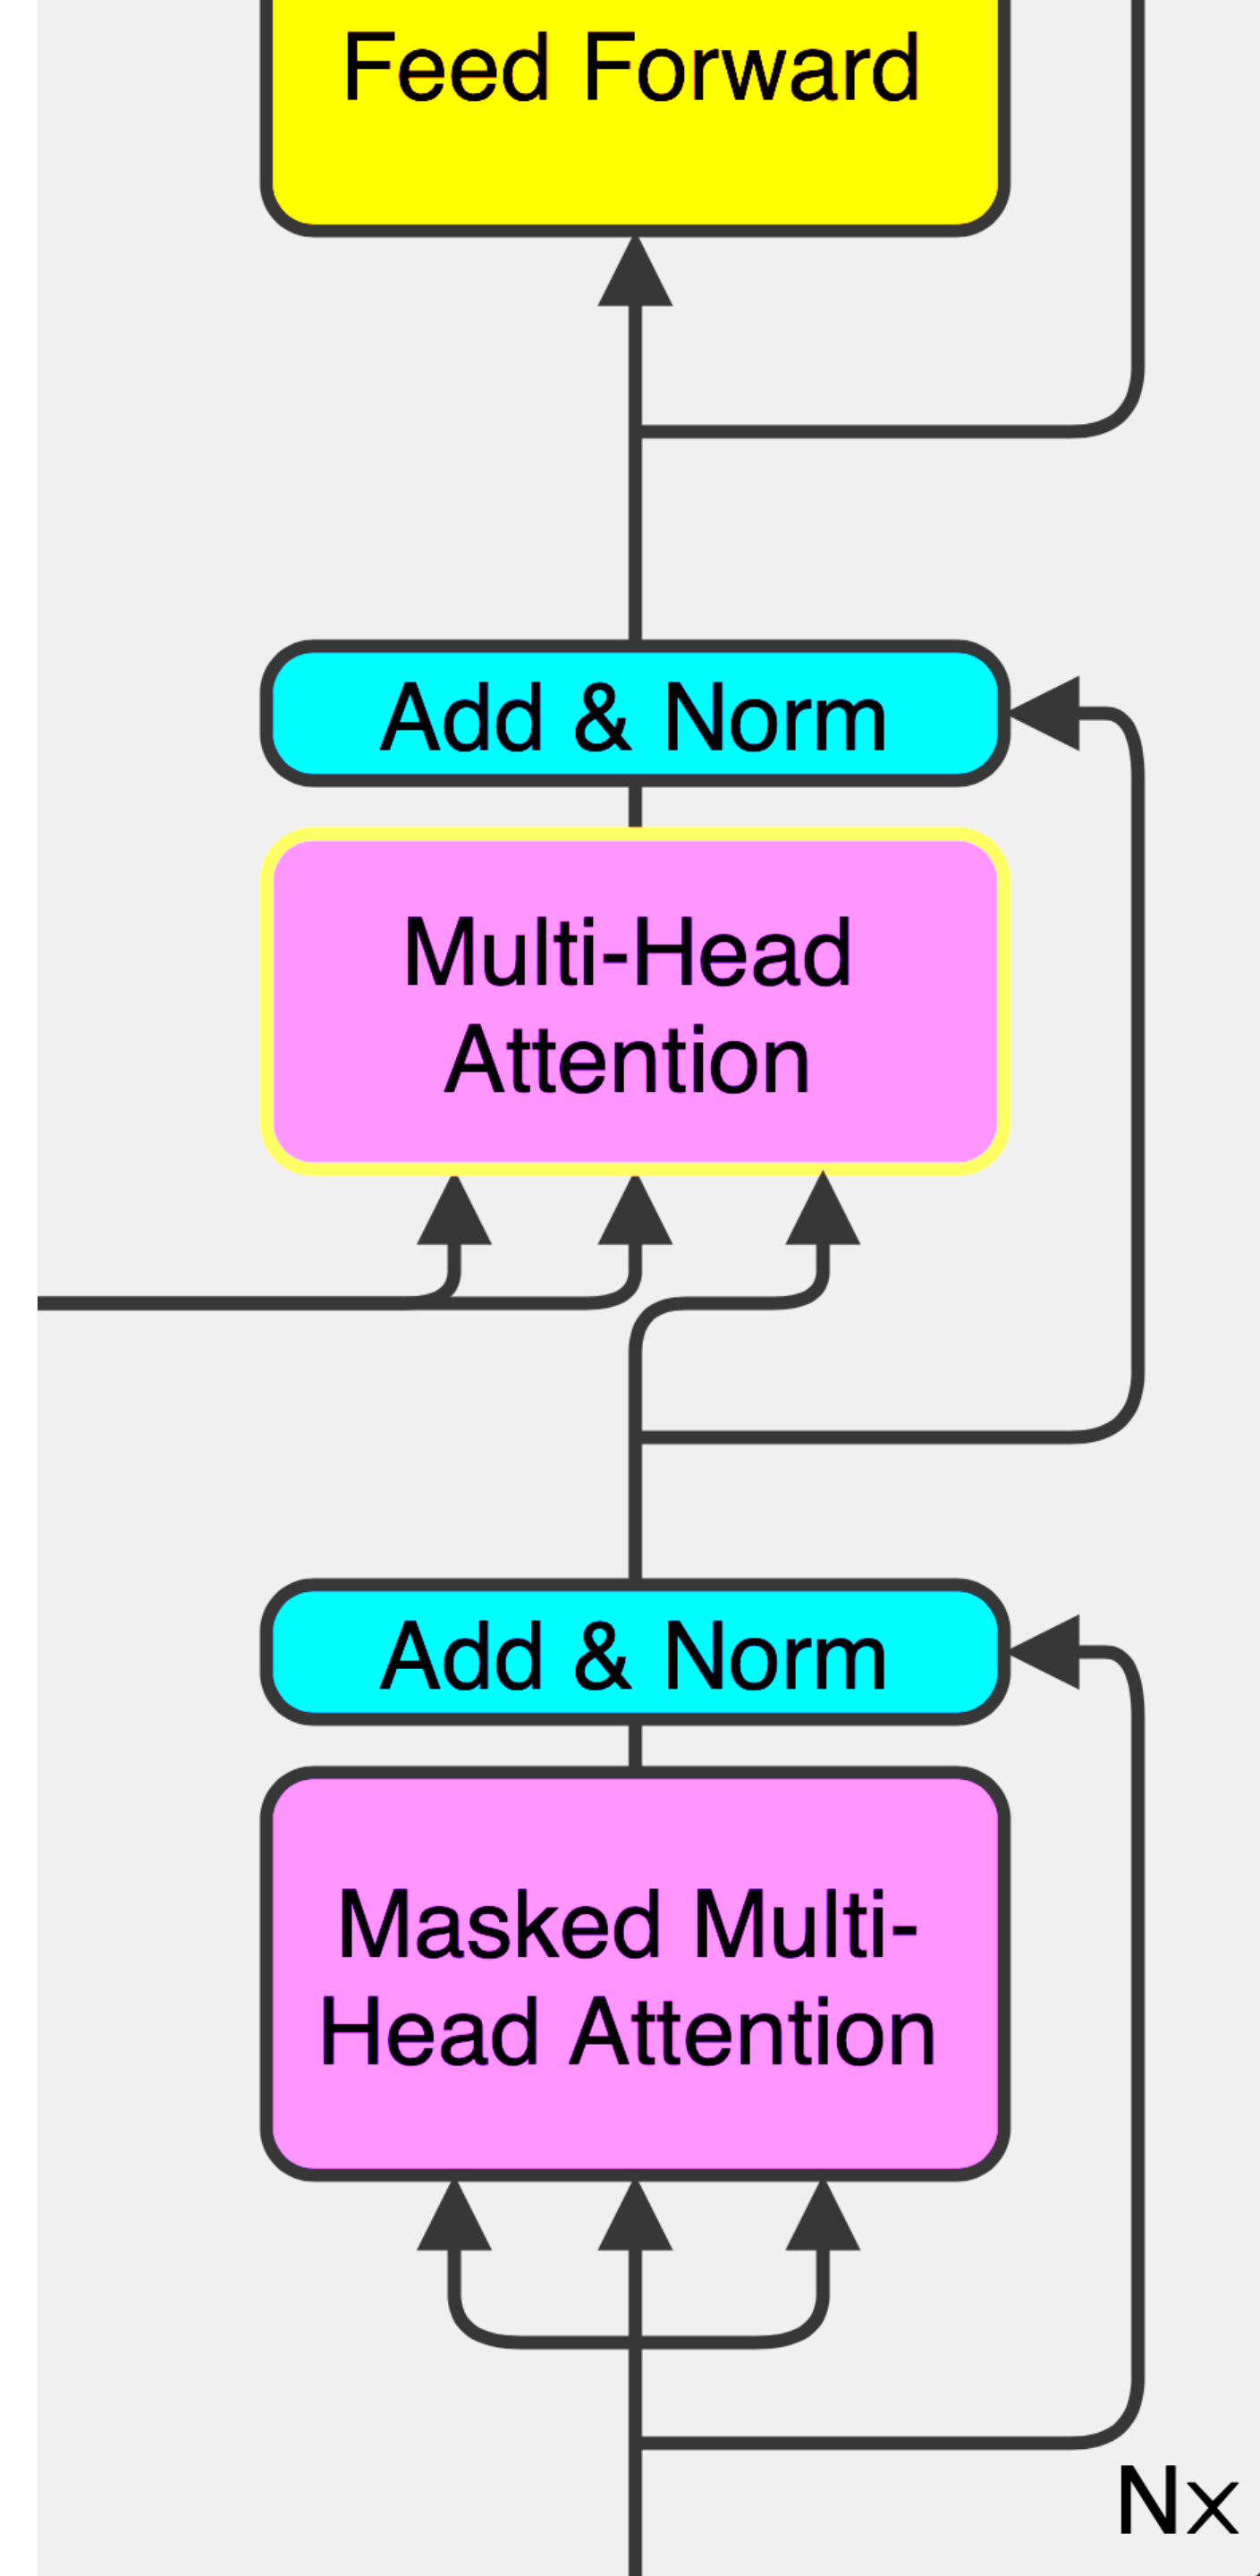 Feed Forward
Add & Norm
Multi-Head
Attention
Add & Norm
Masked Multi-
Head Attention
Nx